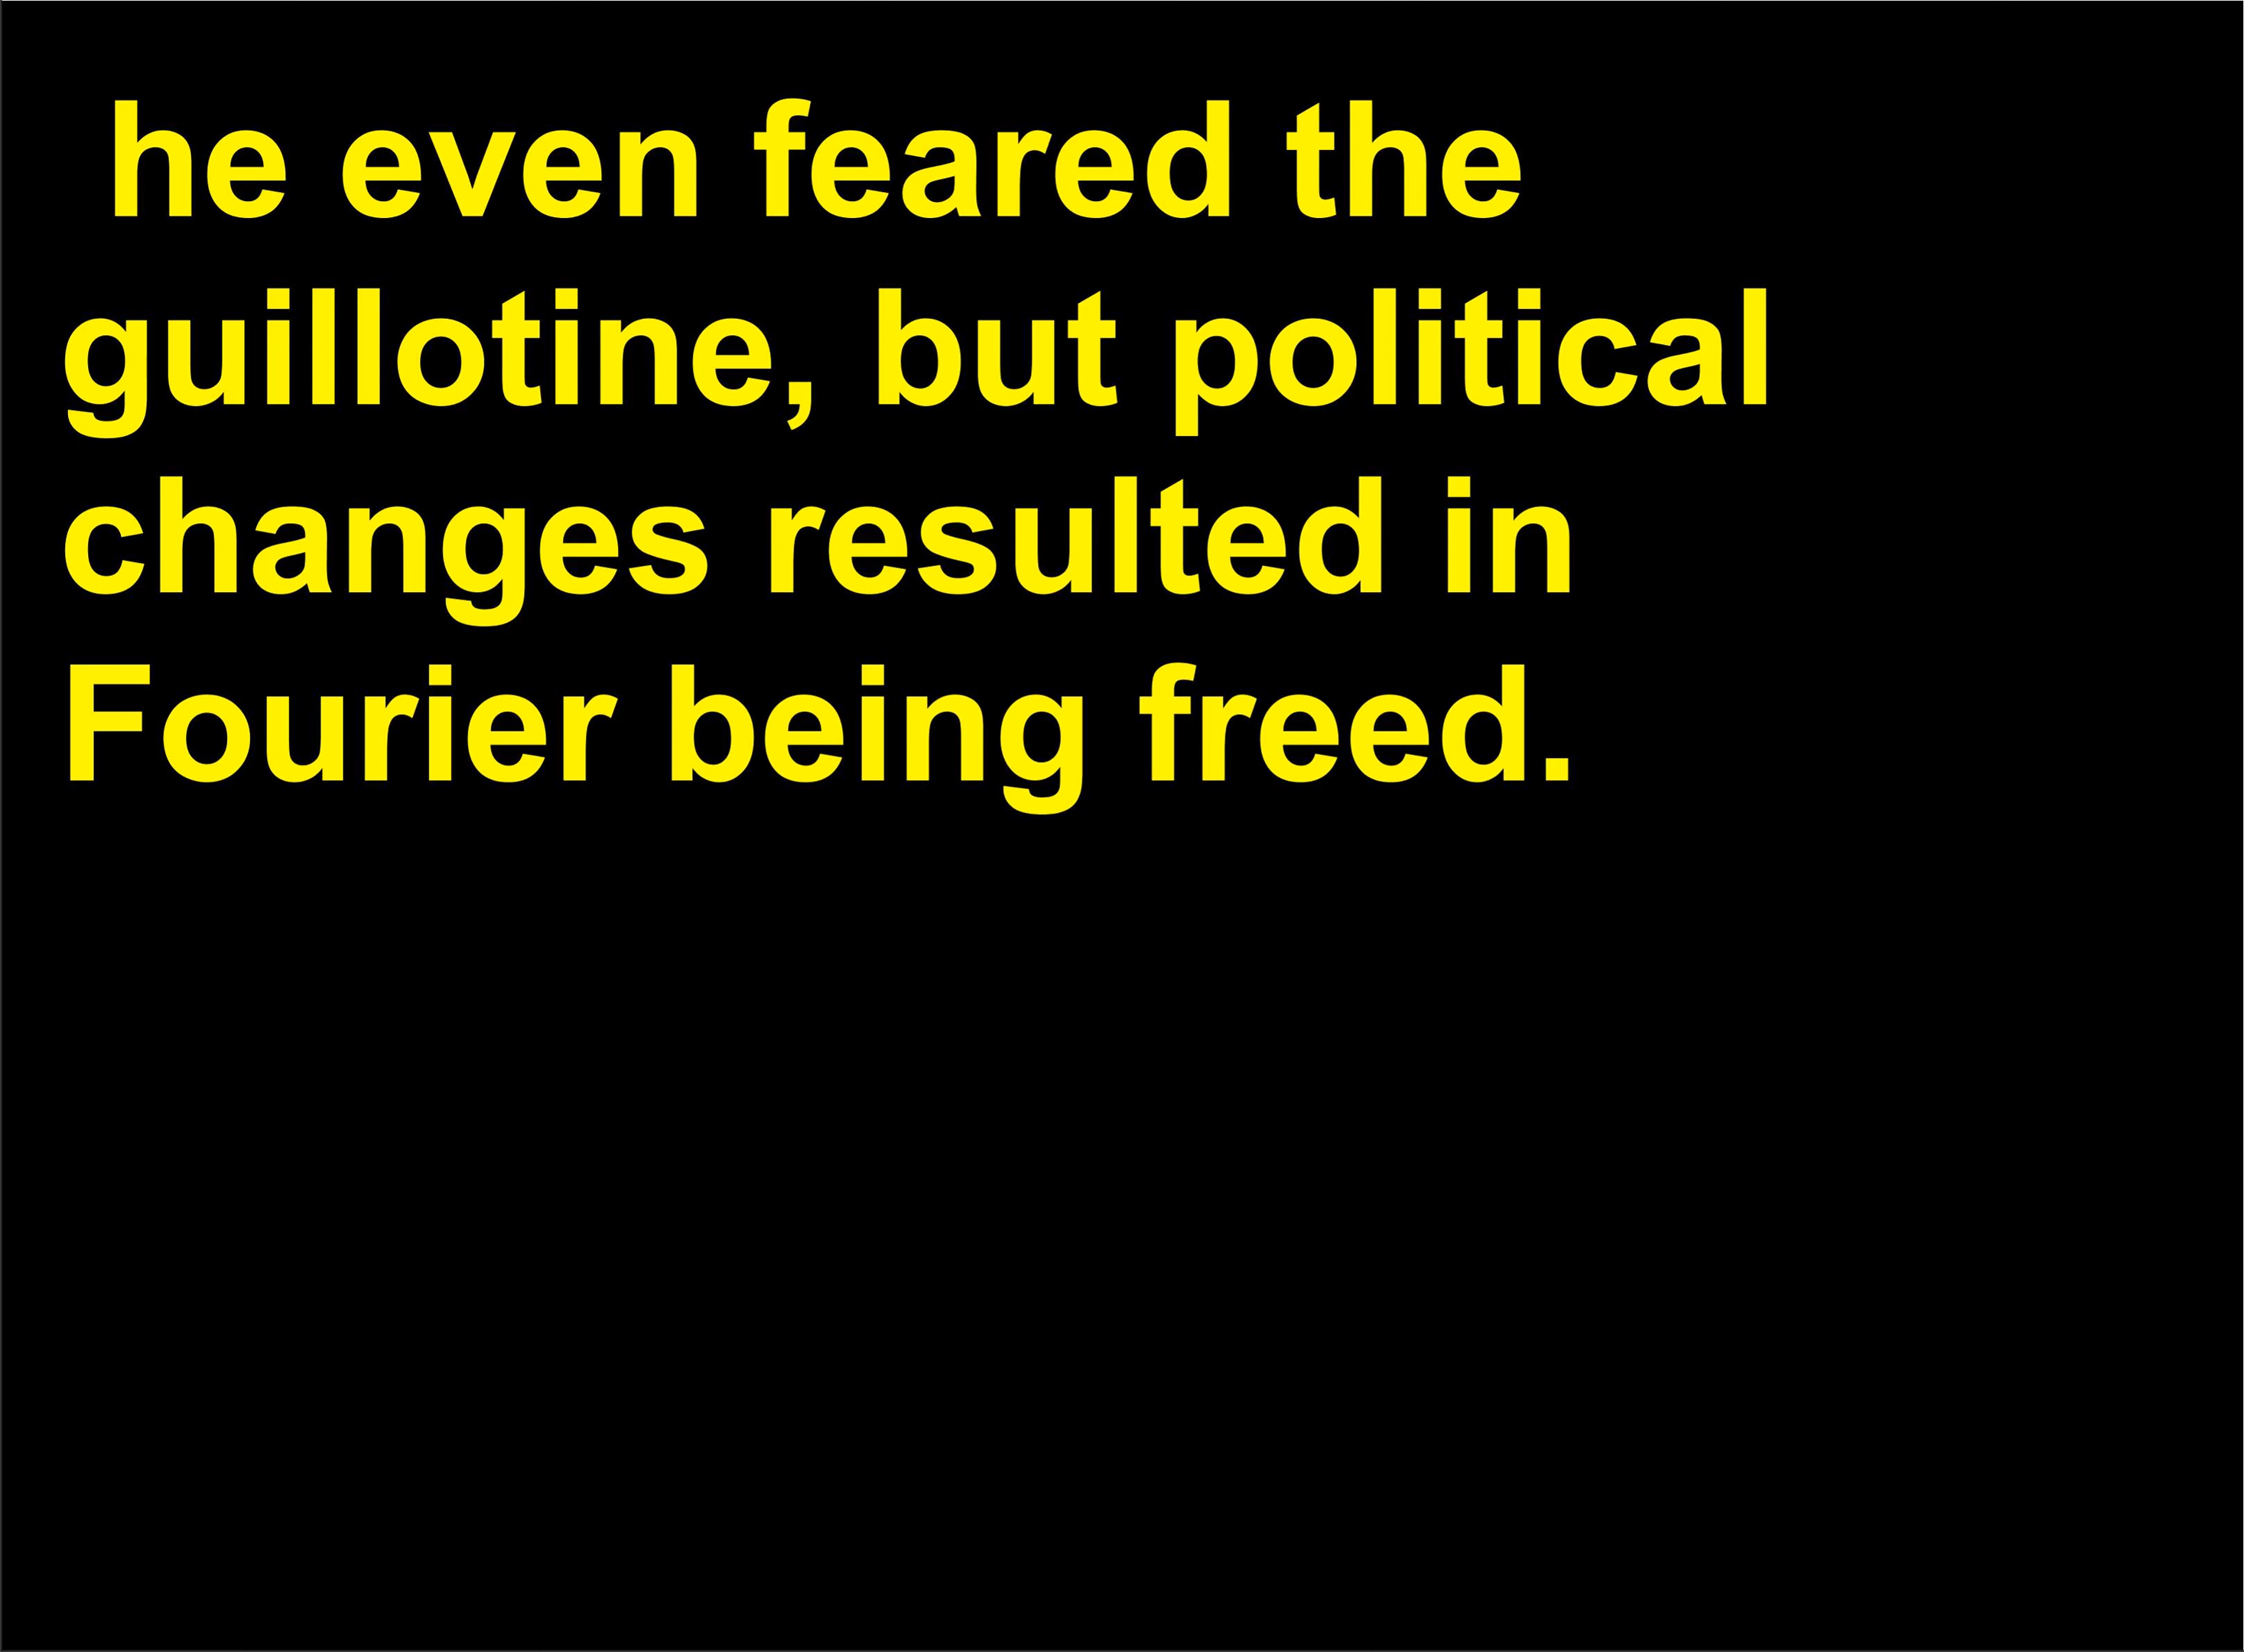 he even feared the
guillotine, but political
changes resulted in
Fourier being freed.